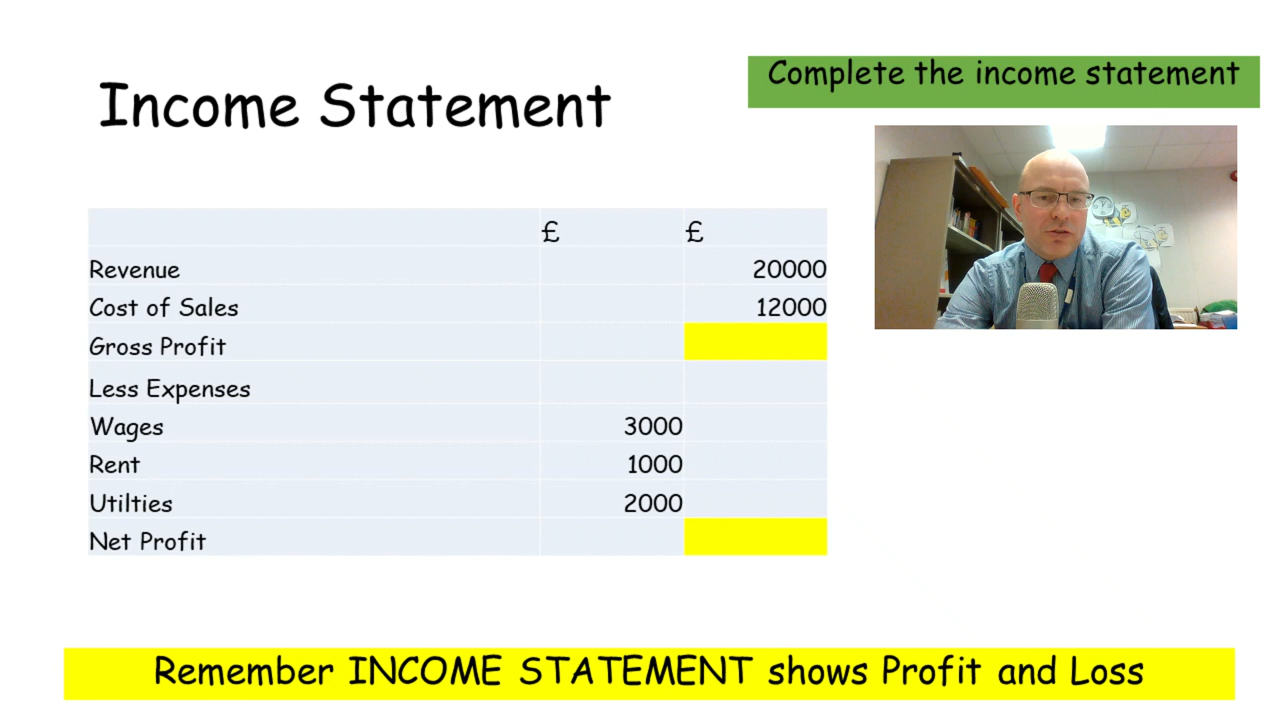 Complete the income statement
Income Statement
£ £
Revenue 20000
Cost of Sales 12000
Gross Profit
Less Expenses
Wages 3000
Rent 1000
Utilties 2000
Net Profit
Remember INCOME STATEMENT shows Profit and Loss